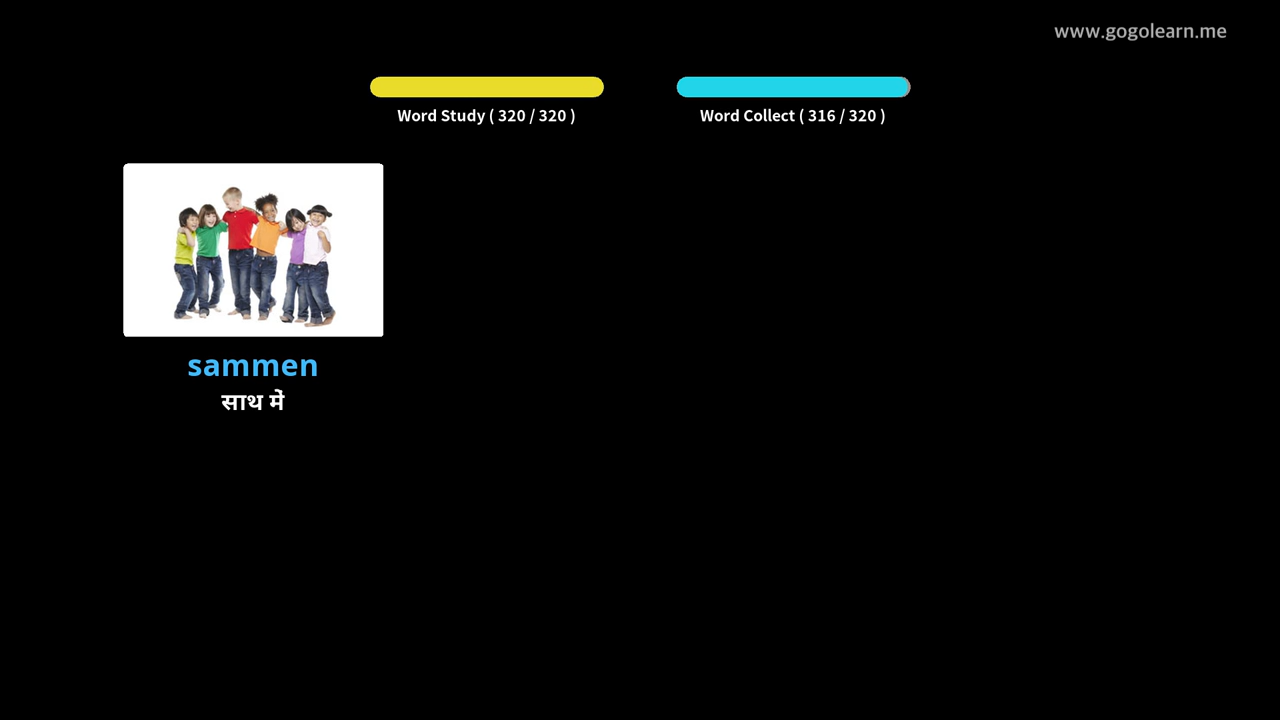 www.gogolearn.me
Word Study ( 320 / 320 )
Word Collect ( 316 / 320 )
sammen
साथ में